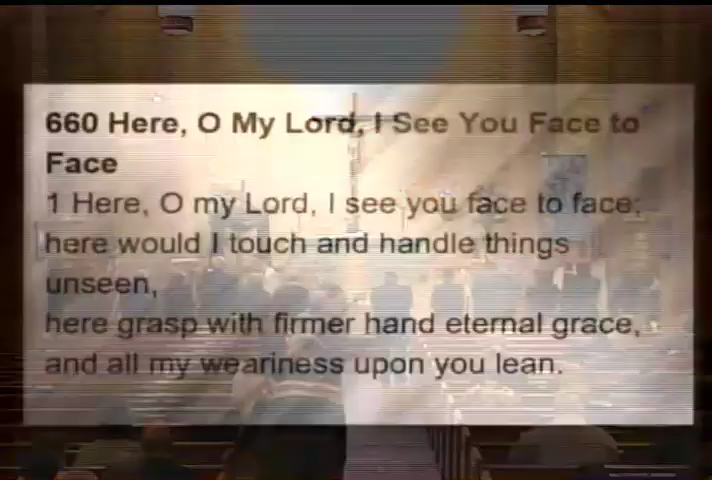 660 Here, O My Lord, I See You Face to
Face
1 Here, O my Lord, I see you face to face;
here would I touch and handle things
unseen,
here grasp with firmer hand eternal grace,
and all my weariness upon you lean.